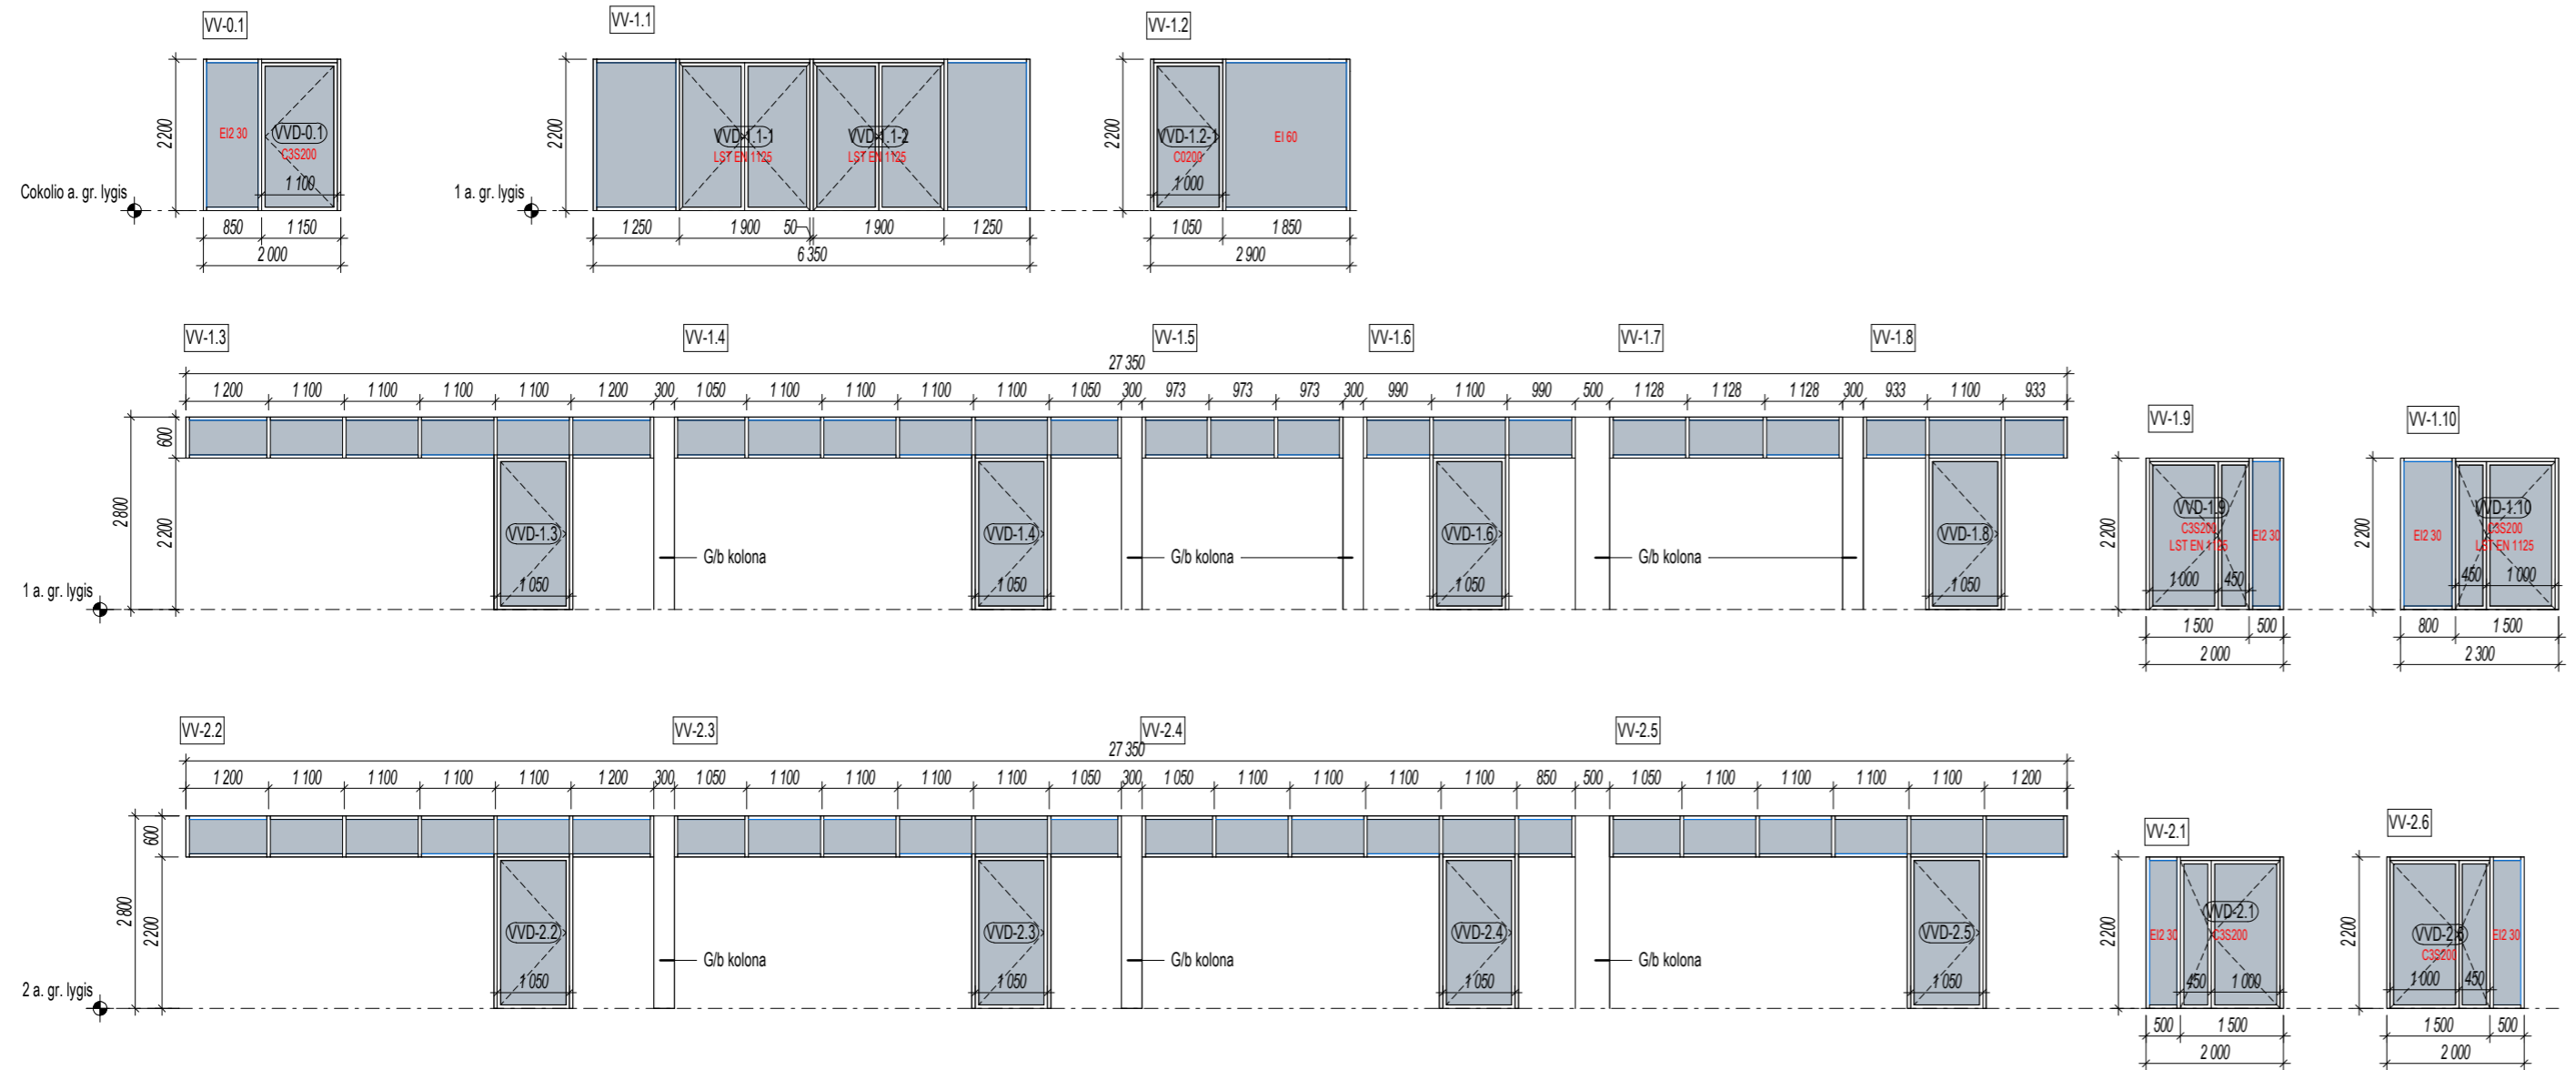 VV-0.1
VV-1.1
VV-1.2
2200
EI2 30
VVD-0.1
C3S200
1 100
Cokolio a. gr. lygis
850
1 150
2 000
2200
VVD-1.1-1
LST EN 1125
VVD-1.1-2
LST EN 1125
1 a. gr. lygis
1 250
1 900
50
1 900
1 250
6 350
2200
VVD-1.2-1
C0200
1 000
EI 60
1 050
1 850
2 900
VV-1.3
VV-1.4
VV-1.5
VV-1.6
VV-1.7
VV-1.8
27 350
1 200
1 100
1 100
1 100
1 100
1 200
300
1 050
1 100
1 100
1 100
1 100
1 050
300
973
973
973
300
990
1 100
990
500
1 128
1 128
1 128
300
933
1 100
933
600
2 800
2 200
VVD-1.3
1 050
G/b kolona
VVD-1.4
1 050
G/b kolona
VVD-1.6
1 050
G/b kolona
VVD-1.8
1 050
1 a. gr. lygis
VV-1.9
2 200
VVD-1.9
C3S200
LST EN 1125
EI2 30
1 000
450
1 500
500
2 000
VV-1.10
2 200
EI2 30
VVD-1.10
C3S200
LST EN 1125
450
1 000
800
1 500
2 300
VV-2.2
VV-2.3
VV-2.4
VV-2.5
27 350
1 200
1 100
1 100
1 100
1 100
1 200
300
1 050
1 100
1 100
1 100
1 100
1 050
300
1 050
1 100
1 100
1 100
1 100
850
500
1 050
1 100
1 100
1 100
1 100
1 200
600
2 800
2200
VVD-2.2
1 050
G/b kolona
VVD-2.3
1 050
G/b kolona
VVD-2.4
1 050
G/b kolona
VVD-2.5
1 050
2 a. gr. lygis
VV-2.1
2200
EI2 30
VVD-2.1
C3S200
450
1 000
500
1 500
2 000
VV-2.6
2200
VVD-2.6
C3S200
EI2 30
1 000
450
1 500
500
2 000